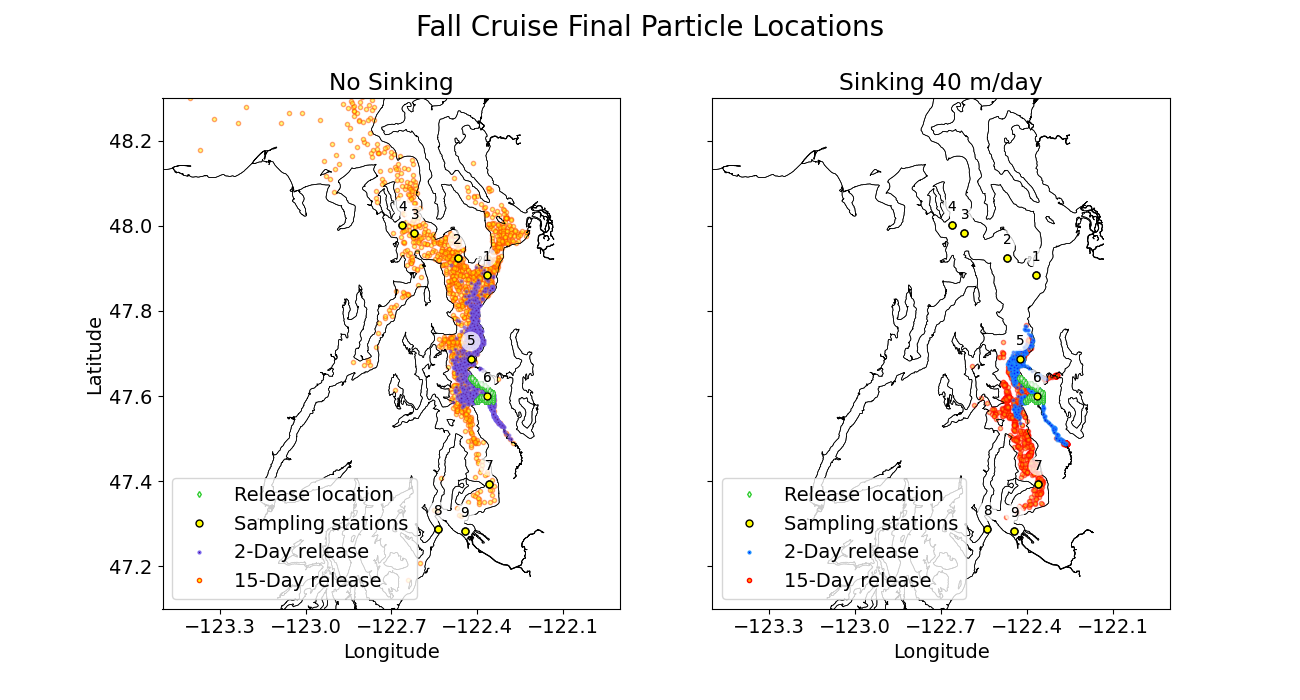 Fall Cruise Final Particle Locations
No Sinking
Sinking 40 m/day
48.2
48.0
47.8
47.6
47.4
47.2
Latitude
4
3
2
1
5
6
7
8
9
Release location
Sampling stations
2-Day release
15-Day release
−123.3
−123.0
−122.7
−122.4
−122.1
Longitude
4
3
2
1
5
6
7
8
9
Release location
Sampling stations
2-Day release
15-Day release
−123.3
−123.0
−122.7
−122.4
−122.1
Longitude